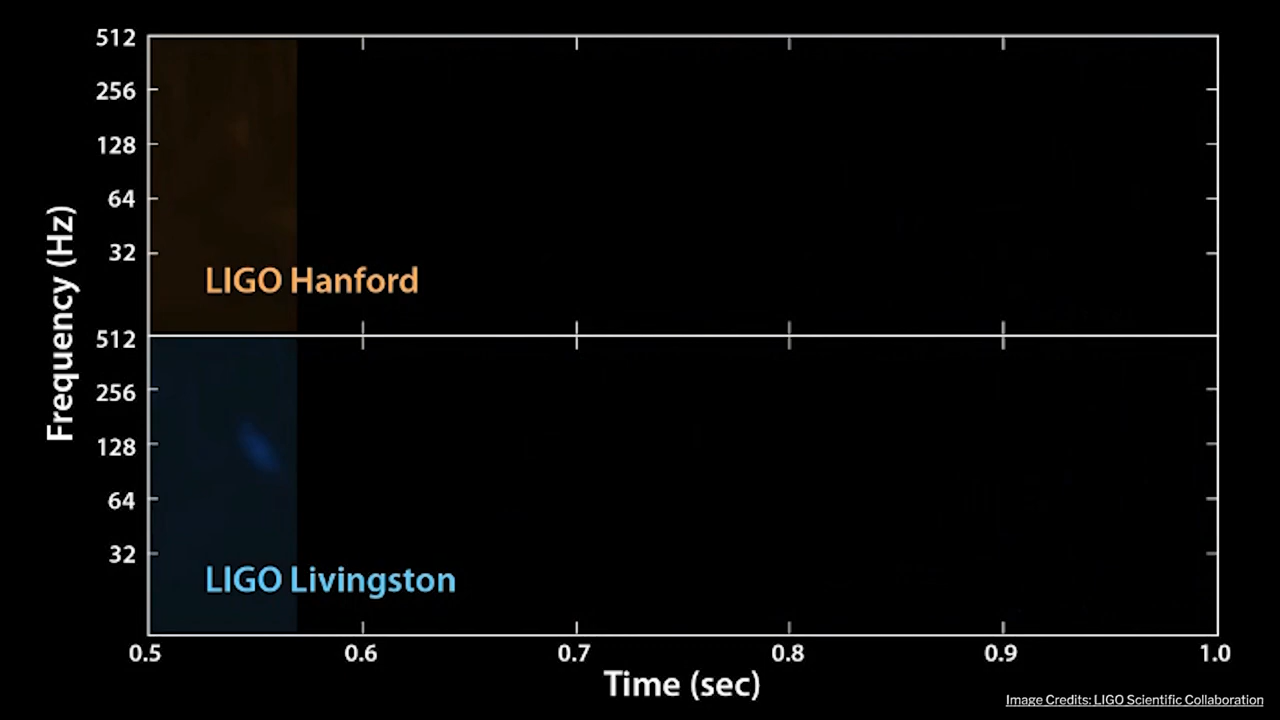 512
256
128
64
32
LIGO Hanford
512
256
128
64
32
LIGO Livingston
Frequency (Hz)
0.5 0.6 0.7 0.8 0.9 1.0
Time (sec)
Image Credits: LIGO Scientific Collaboration